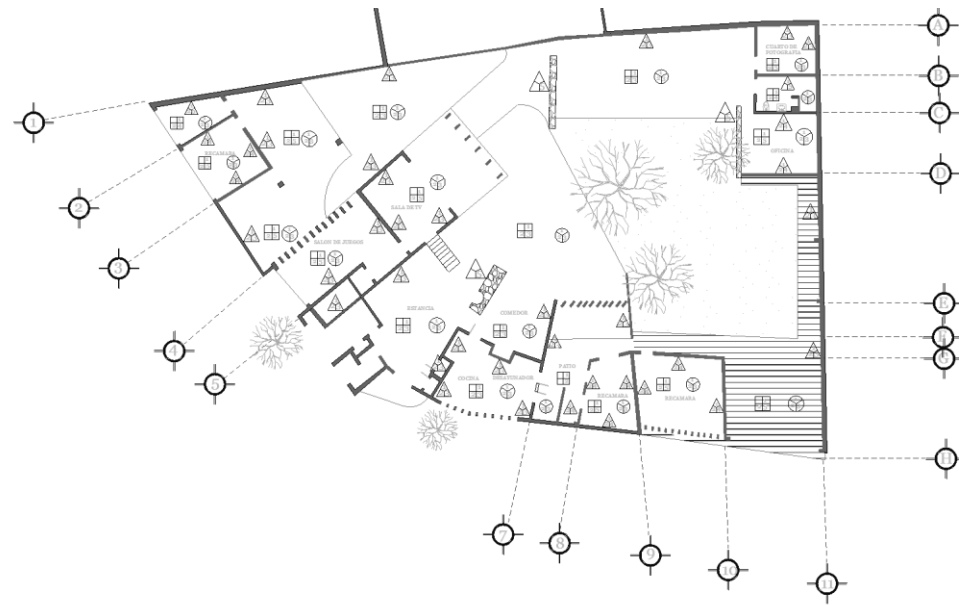 A
CUARTO DE
FOTOGRAFIA
B
1
C
RECAMARA
OFICINA
D
2
SALA DE TV
SALON DE JUEGOS
3
E
ESTANCIA
COMEDOR
F
4
G
PATIO
5
COCINA
DESAYUNADOR
RECAMARA
RECAMARA
H
7
8
9
10
11